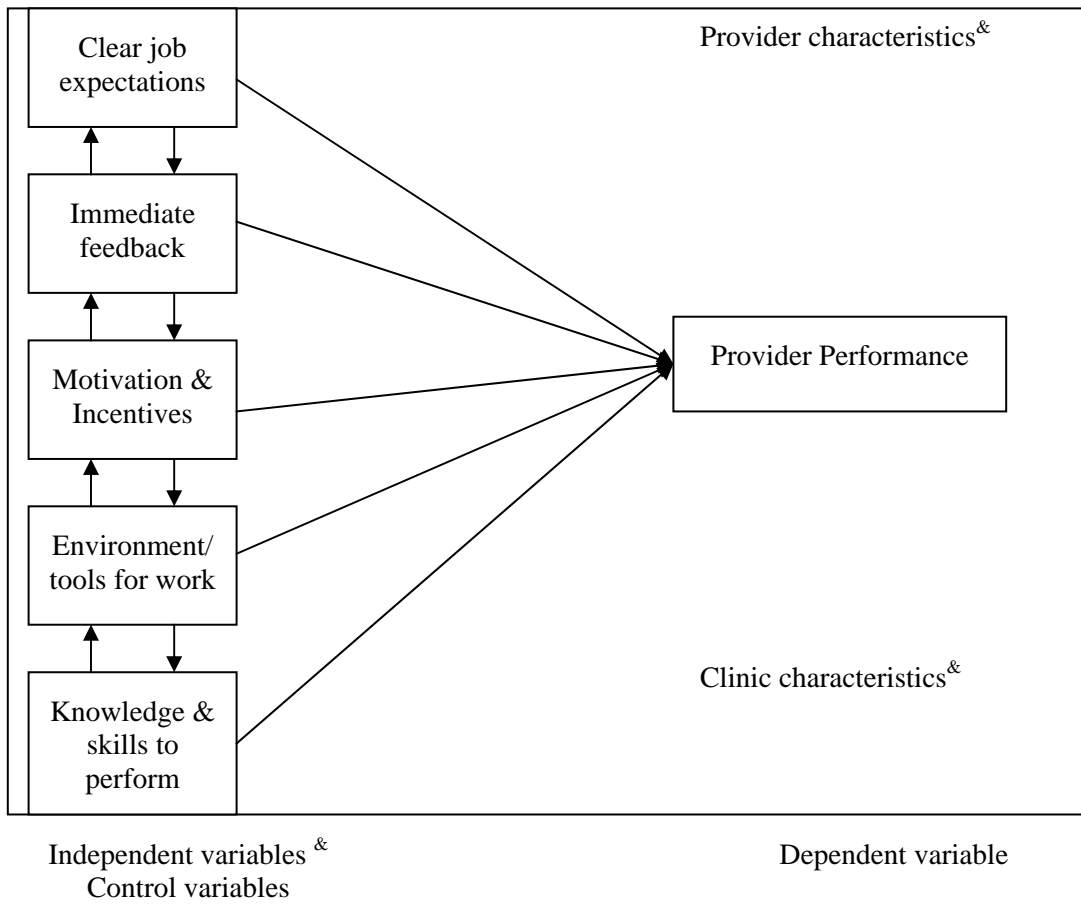 Clear job
expectations
Provider characteristics&
Immediate
feedback
Motivation &
Incentives
Provider Performance
Environment/
tools for work
Knowledge &
skills to
perform
Clinic characteristics&
Independent variables &
Control variables
Dependent variable